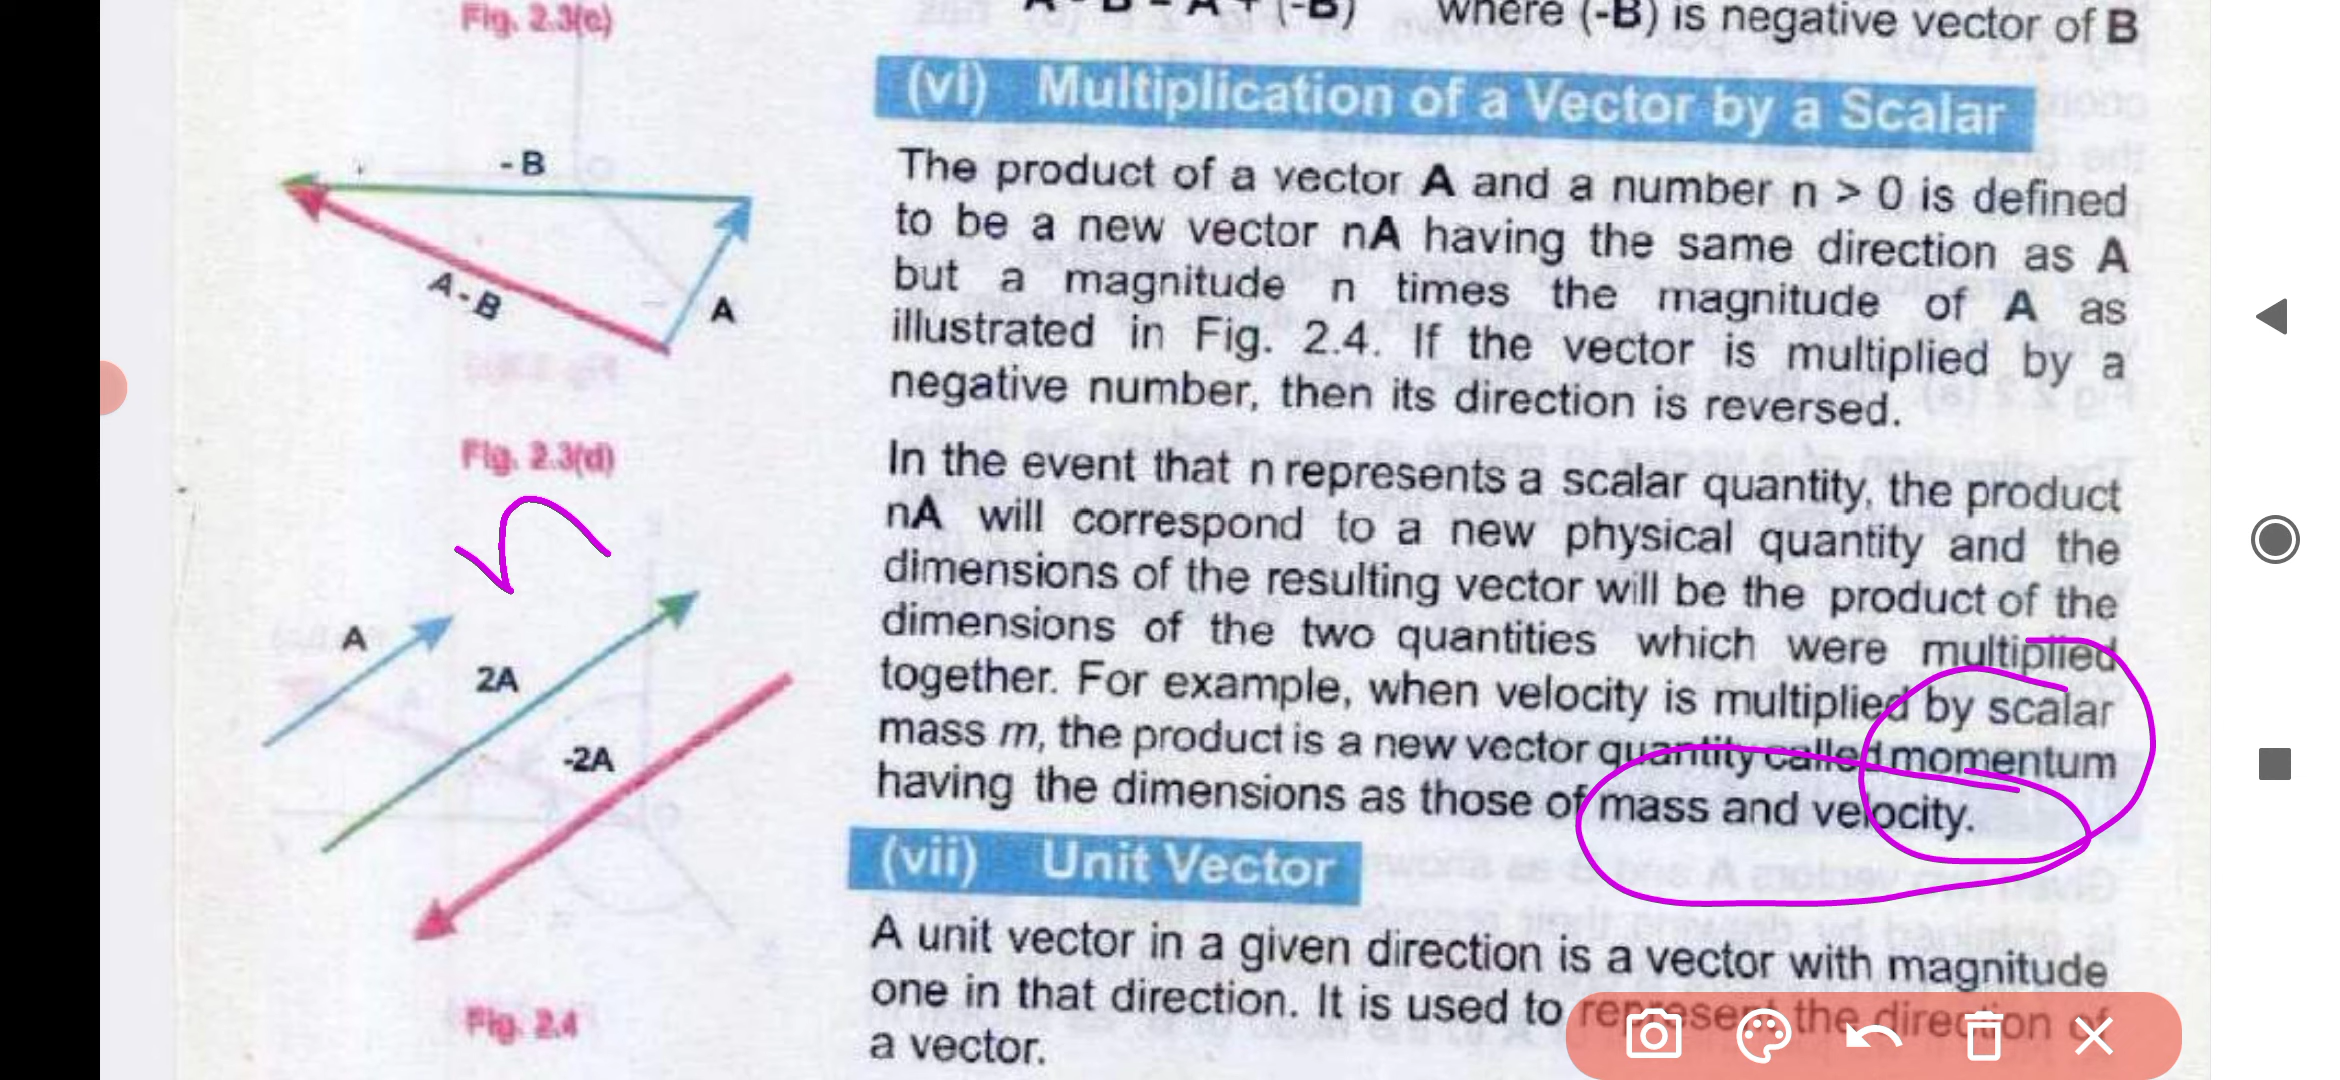 Fig. 2.3(c)
A - B = A + (-B) where (-B) is negative vector of B
(vi) Multiplication of a Vector by a Scalar
- B
A - B
A
Fig. 2.3(d)
The product of a vector A and a number n > 0 is defined
to be a new vector nA having the same direction as A
but a magnitude n times the magnitude of A as
illustrated in Fig. 2.4. If the vector is multiplied by a
negative number, then its direction is reversed.
In the event that n represents a scalar quantity, the product
nA will correspond to a new physical quantity and the
dimensions of the resulting vector will be the product of the
dimensions of the two quantities which were multiplied
together. For example, when velocity is multiplied by scalar
mass m, the product is a new vector quantity called momentum
having the dimensions as those of mass and velocity.
A
2A
-2A
Fig. 2.4
(vii) Unit Vector
A unit vector in a given direction is a vector with magnitude
one in that direction. It is used to represent the direction of
a vector.